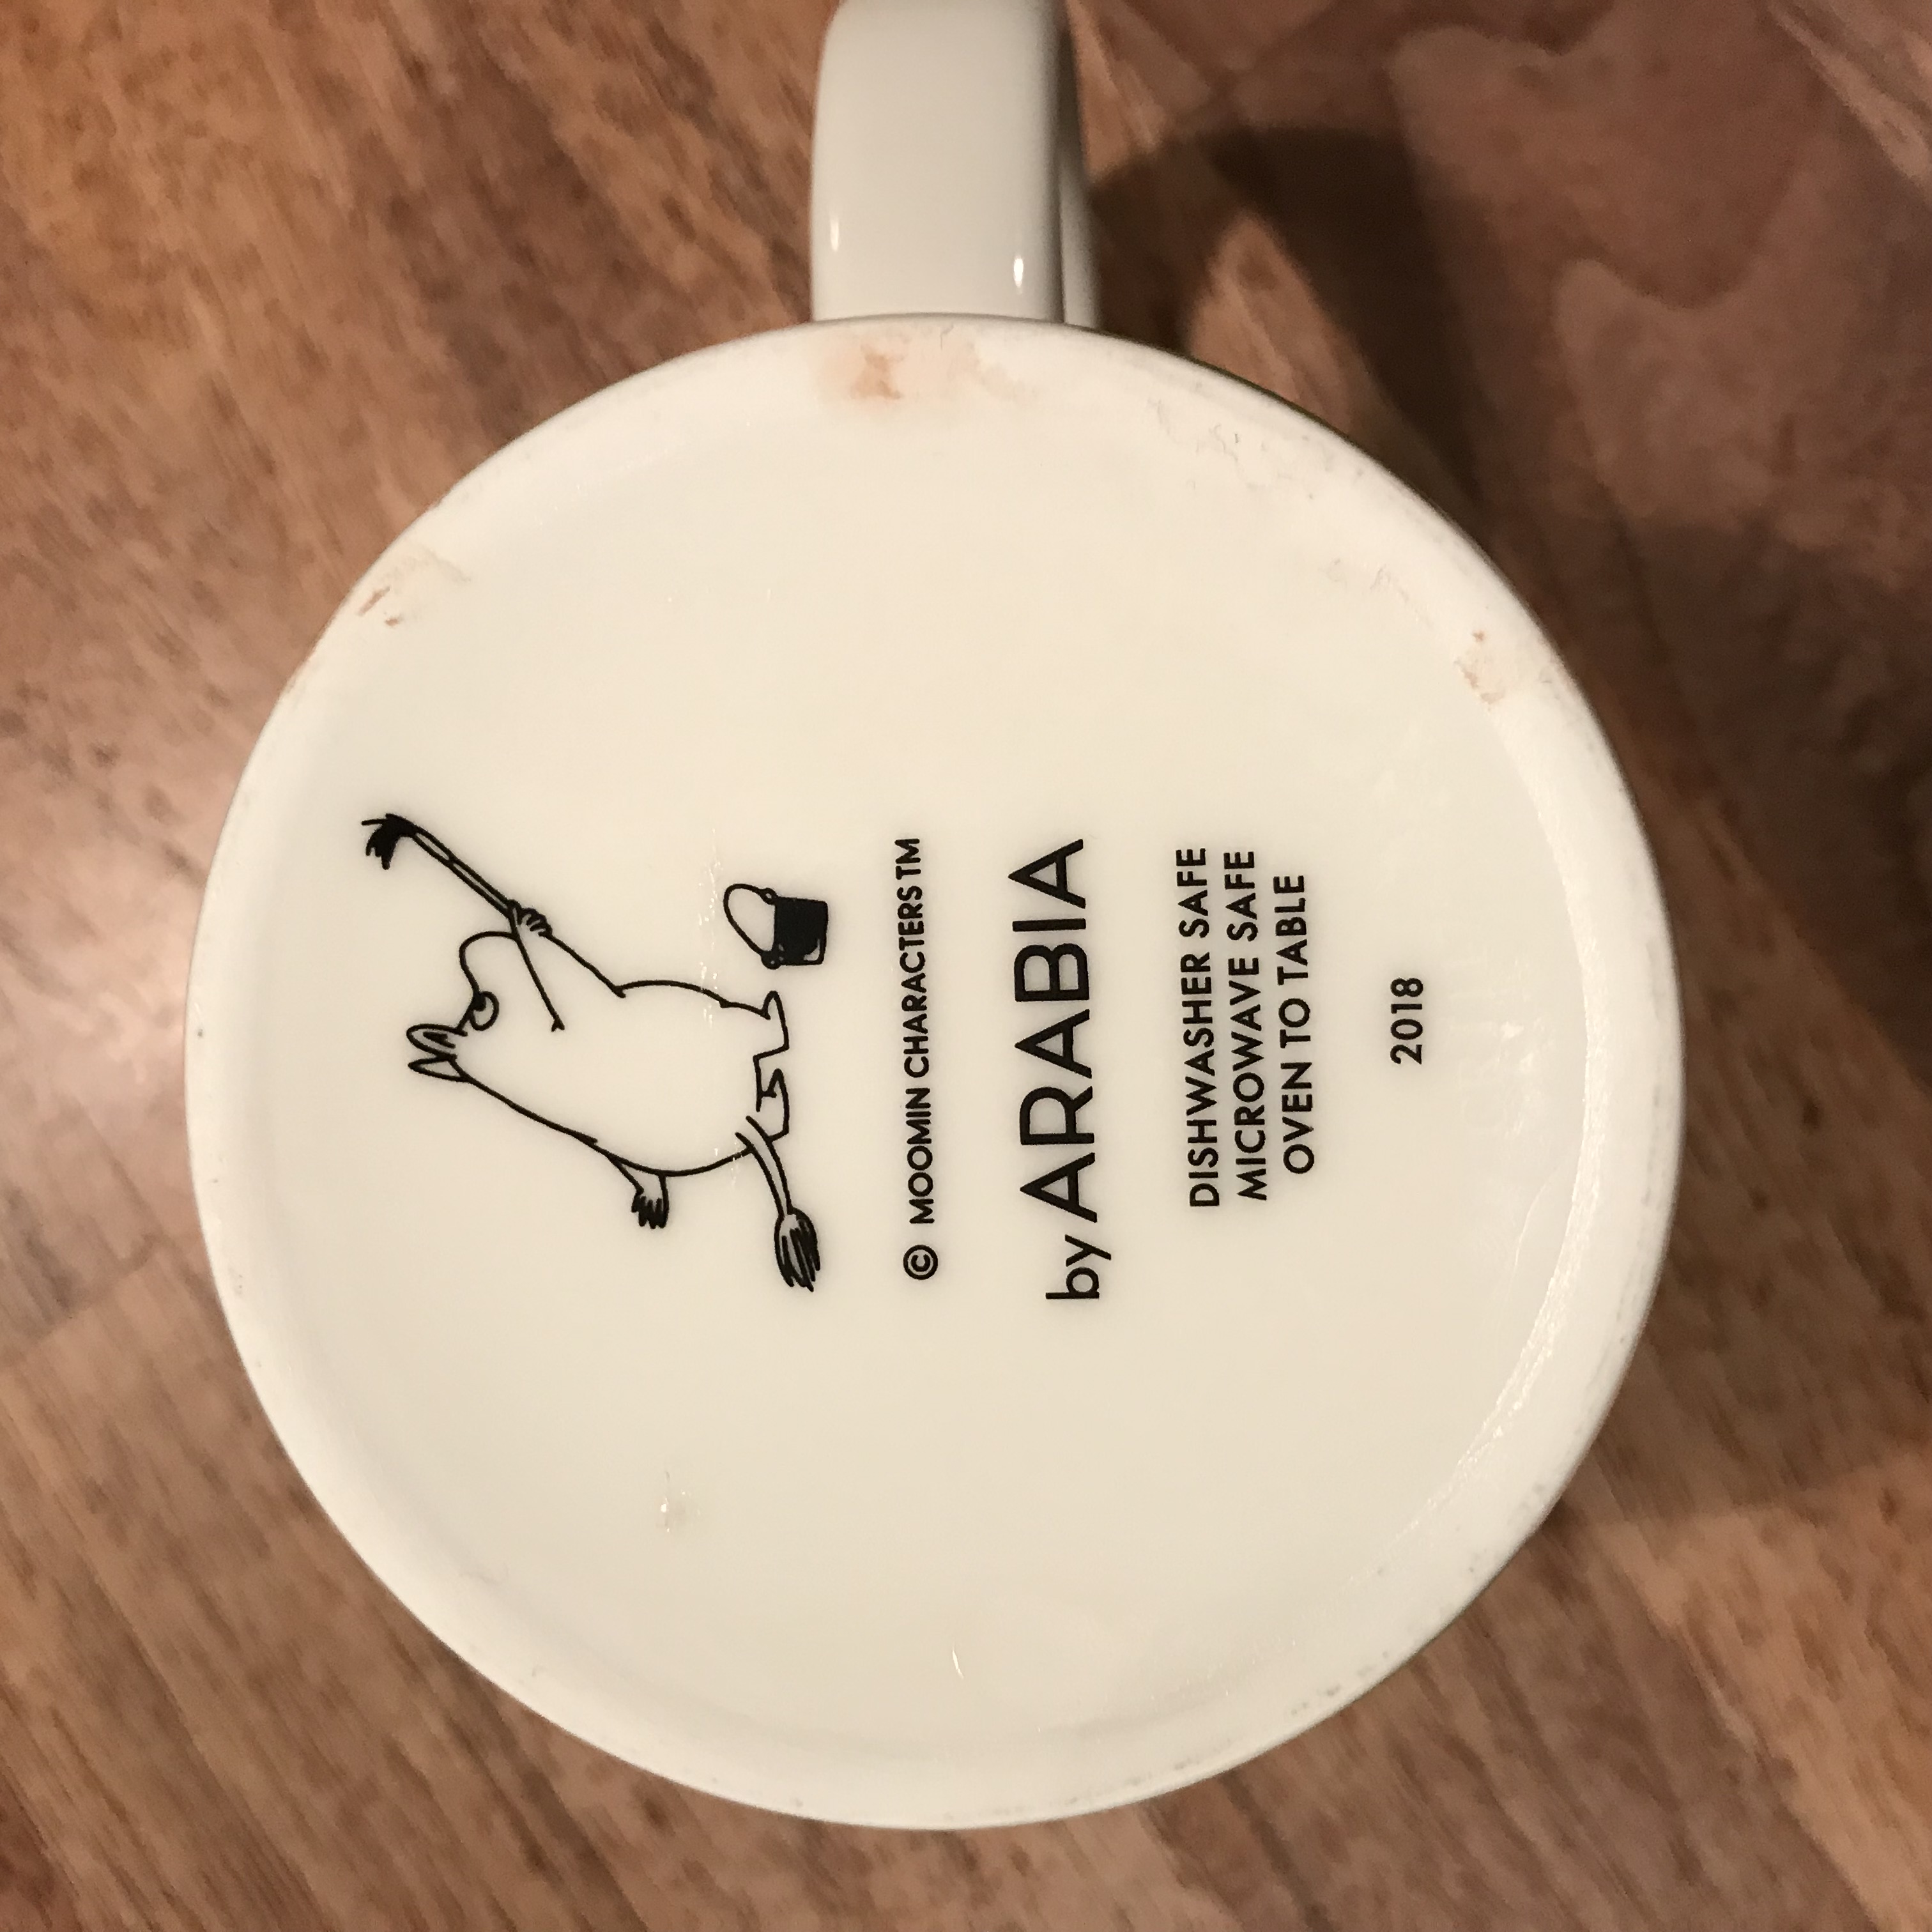 © MOOMIN CHARACTERS TM
by ARABIA
DISHWASHER SAFE
MICROWAVE SAFE
OVEN TO TABLE
2018